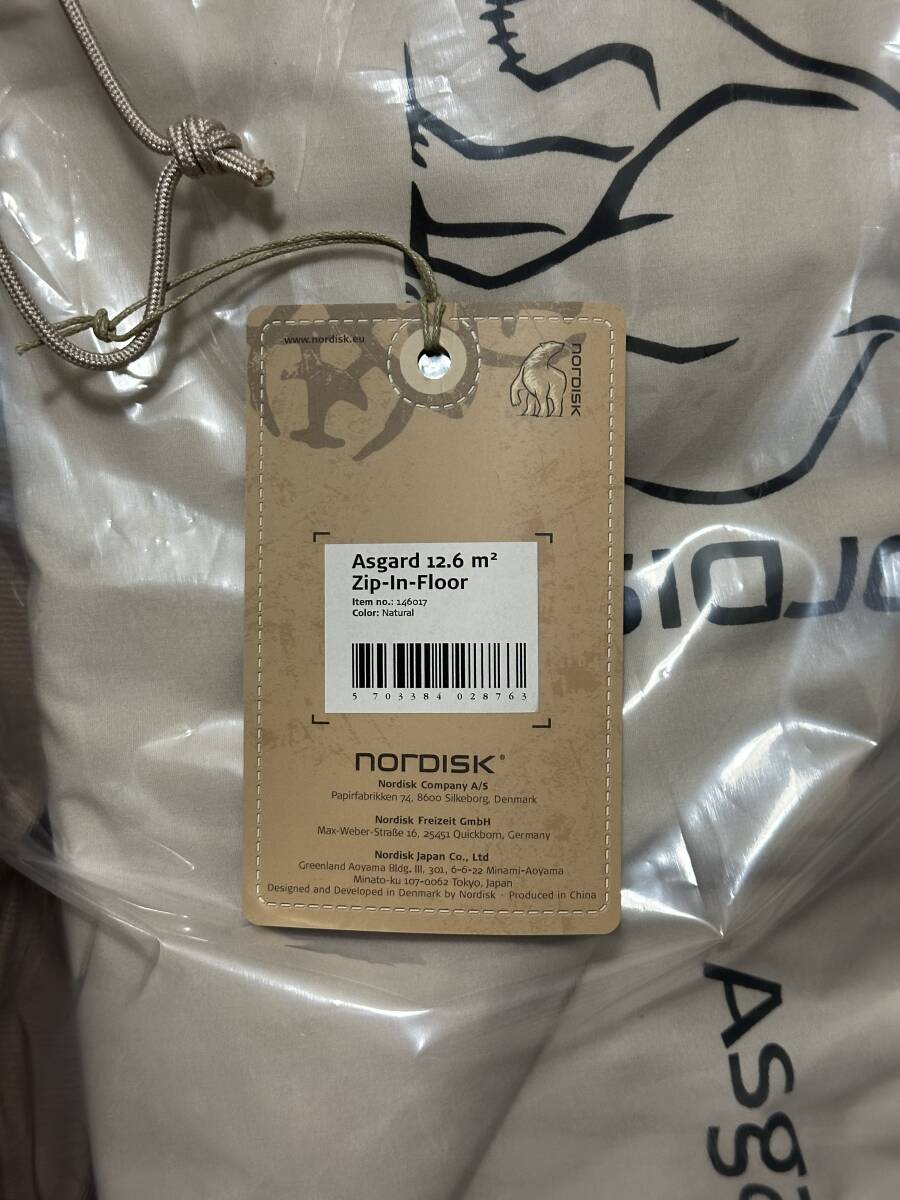 www.nordisk.eu
NORDISK
Asgard 12.6 m²
Zip-In-Floor
Item no.: 146017
Color: Natural
5 703384 028763
NORDISK®
Nordisk Company A/S
Papirfabrikken 74, 8600 Silkeborg, Denmark
Nordisk Freizeit GmbH
Max-Weber-Straße 16, 25451 Quickborn, Germany
Nordisk Japan Co., Ltd
Greenland Aoyama Bldg. III, 301, 6-6-22 Minami-Aoyama
Minato-ku 107-0062 Tokyo, Japan
Designed and Developed in Denmark by Nordisk · Produced in China